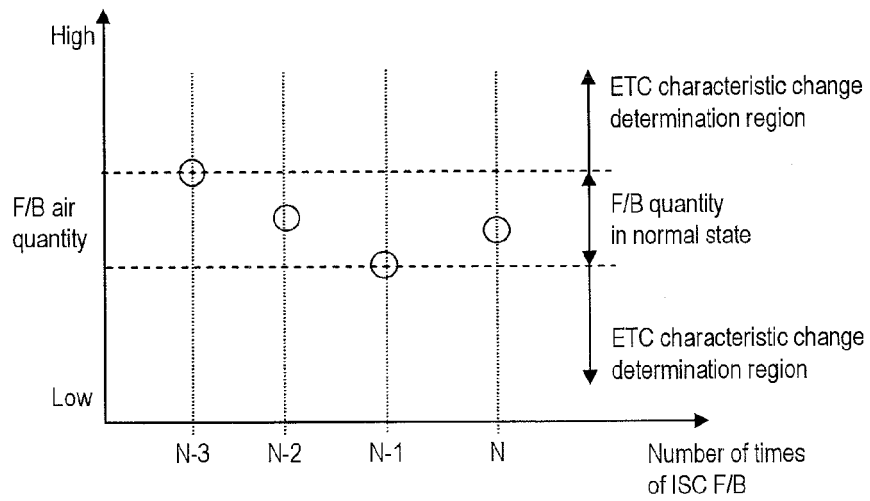 High
ETC characteristic change
determination region
F/B air
quantity
F/B quantity
in normal state
ETC characteristic change
determination region
Low
N-3
N-2
N-1
N
Number of times
of ISC F/B